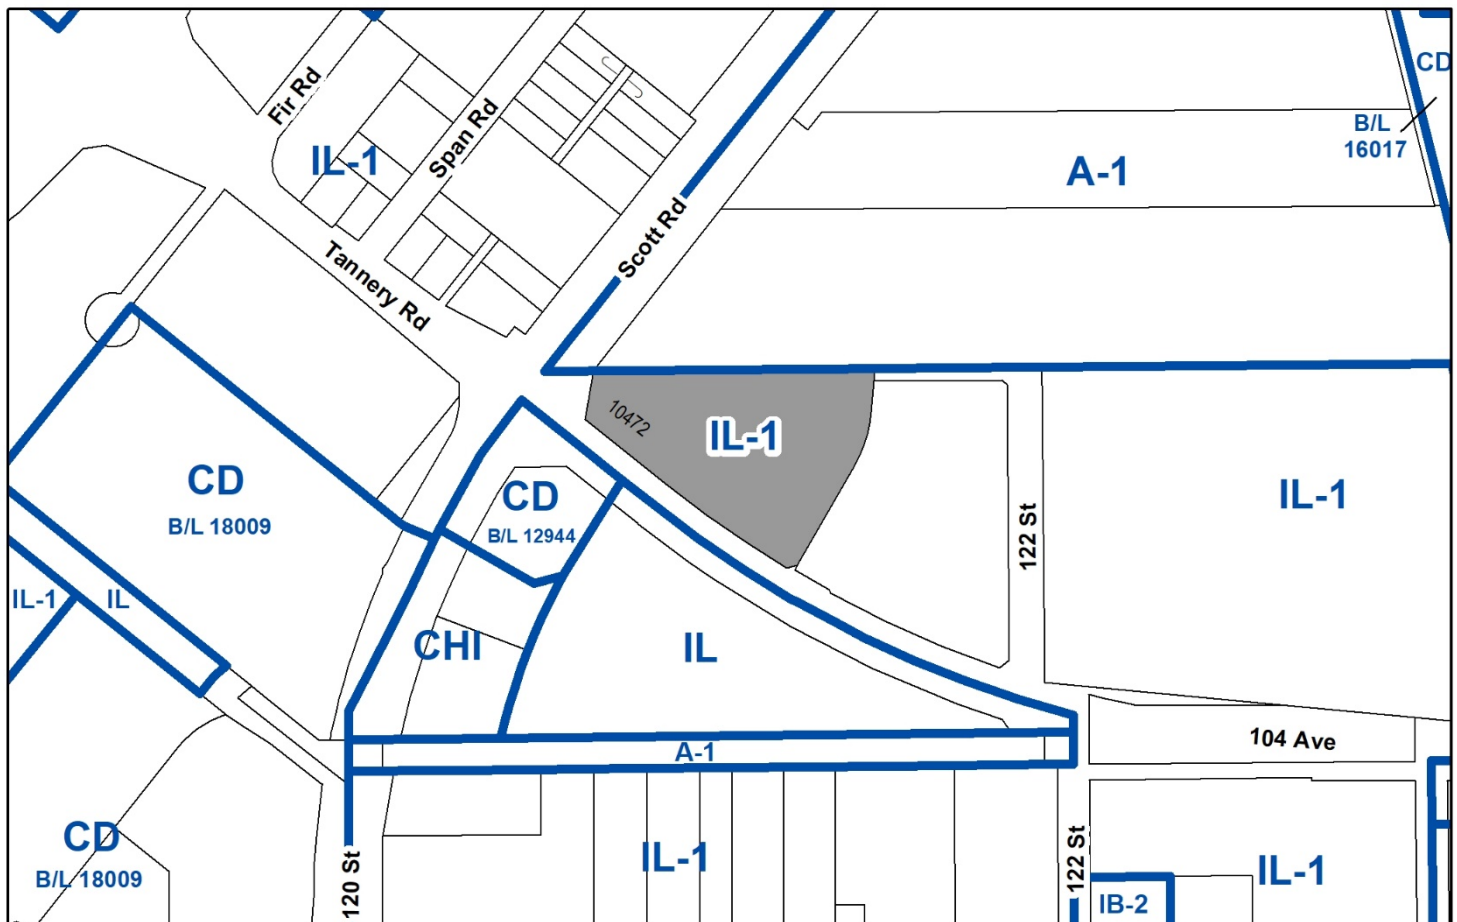 CD
Fir Rd
Span Rd
B/L
16017
IL-1
A-1
Scott Rd
Tannery Rd
10472
IL-1
CD
B/L 18009
CD
B/L 12944
IL-1
122 St
IL-1
IL
CHI
IL
A-1
104 Ave
CD
B/L 18009
120 St
IL-1
122 St
IL-1
IB-2